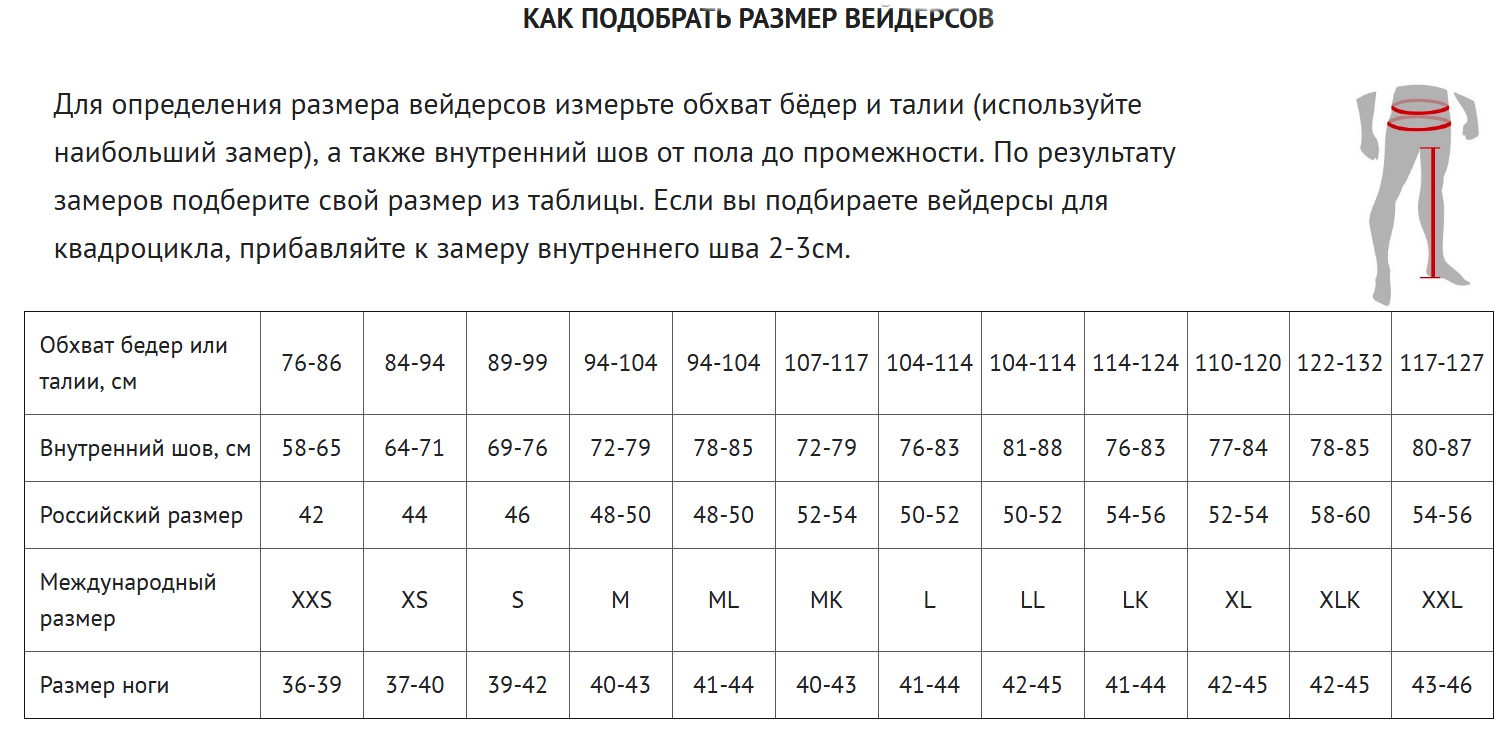 КАК ПОДОБРАТЬ РАЗМЕР ВЕЙДЕРСОВ
Для определения размера вейдерсов измерьте обхват бёдер и талии (используйте
наибольший замер), а также внутренний шов от пола до промежности. По результату
замеров подберите свой размер из таблицы. Если вы подбираете вейдерсы для
квадроцикла, прибавляйте к замеру внутреннего шва 2-3см.
Обхват бедер или
талии, см 76-86 84-94 89-99 94-104 94-104 107-117 104-114 104-114 114-124 110-120 122-132 117-127
Внутренний шов, см 58-65 64-71 69-76 72-79 78-85 72-79 76-83 81-88 76-83 77-84 78-85 80-87
Российский размер 42 44 46 48-50 48-50 52-54 50-52 50-52 54-56 52-54 58-60 54-56
Международный
размер XXS XS S M ML MK L LL LK XL XLK XXL
Размер ноги 36-39 37-40 39-42 40-43 41-44 40-43 41-44 42-45 41-44 42-45 42-45 43-46